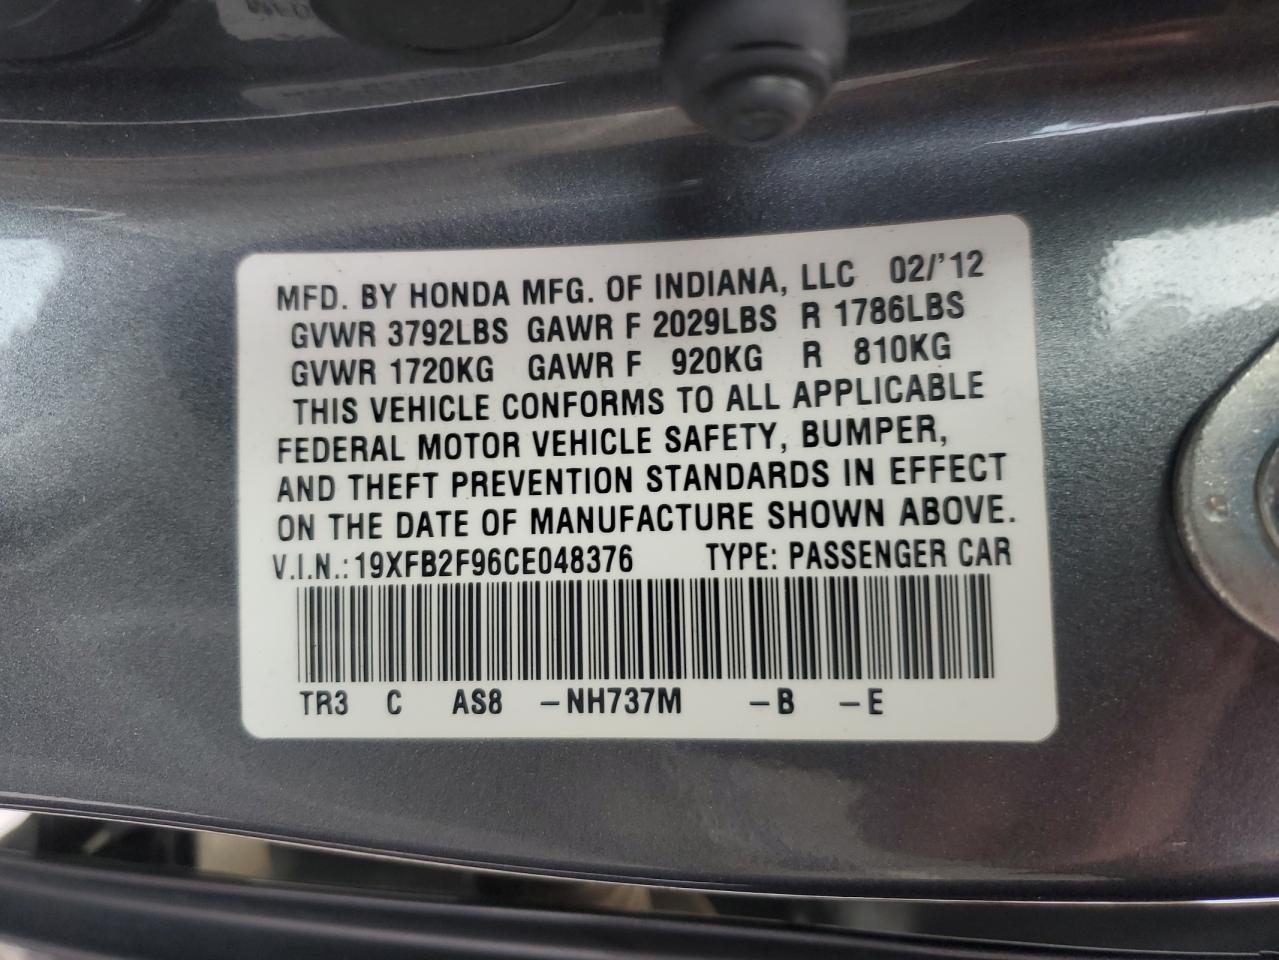 MFD. BY HONDA MFG. OF INDIANA, LLC 02/'12
GVWR 3792LBS GAWR F 2029LBS R 1786LBS
GVWR 1720KG GAWR F 920KG R 810KG
THIS VEHICLE CONFORMS TO ALL APPLICABLE
FEDERAL MOTOR VEHICLE SAFETY, BUMPER,
AND THEFT PREVENTION STANDARDS IN EFFECT
ON THE DATE OF MANUFACTURE SHOWN ABOVE.
V.I.N.:19XFB2F96CE048376 TYPE: PASSENGER CAR
TR3 C AS8 -NH737M -B -E